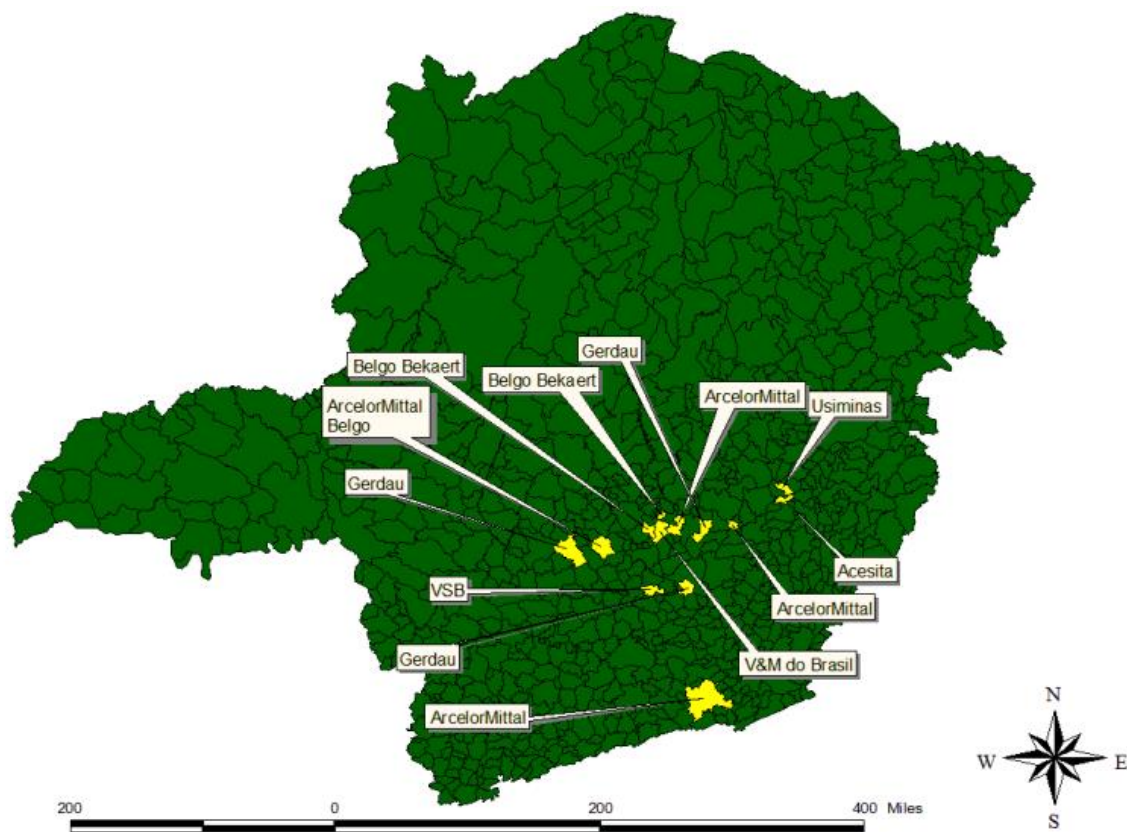 Gerdau
Belgo Bekaert
Belgo Bekaert
ArcelorMittal
Usiminas
ArcelorMittal
Belgo
Gerdau
VSB
Acesita
ArcelorMittal
Gerdau
V&M do Brasil
ArcelorMittal
N
W
E
S
200
0
200
400 Miles